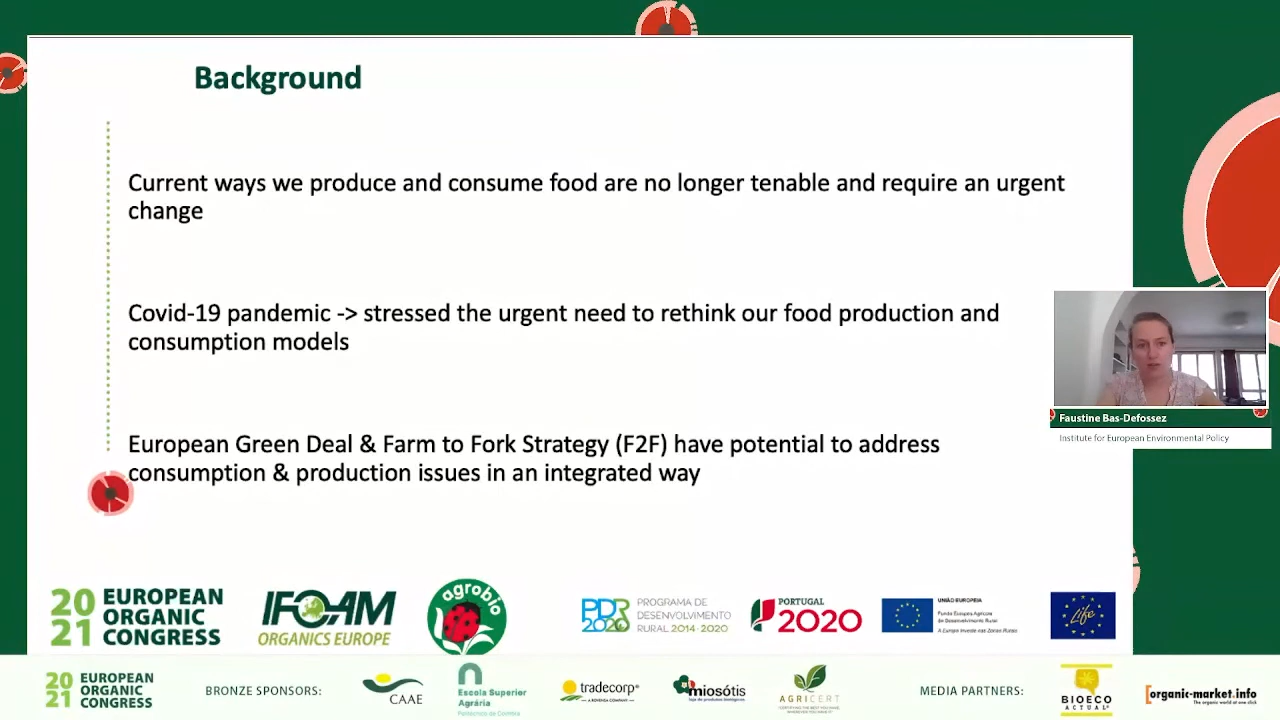 Background
Current ways we produce and consume food are no longer tenable and require an urgent
change
Covid-19 pandemic -> stressed the urgent need to rethink our food production and
consumption models
European Green Deal & Farm to Fork Strategy (F2F) have potential to address
consumption & production issues in an integrated way
Faustine Bas-Defossez
Institute for European Environmental Policy
20
21
EUROPEAN
ORGANIC
CONGRESS
IFOAM
ORGANICS EUROPE
agrobio
PDR
2020
PROGRAMA DE
DESENVOLVIMENTO
RURAL 2014·2020
PORTUGAL
2020
UNIÃO EUROPEIA
Fundo Europeu Agrícola
de Desenvolvimento Rural
A Europa investe nas Zonas Rurais
Life
20
21
EUROPEAN
ORGANIC
CONGRESS
BRONZE SPONSORS:
CAAE
Escola Superior
Agrária
Politécnico de Coimbra
tradecorp
A ROVENSA COMPANY
miosótis
loja de produtos biológicos
AGRICERT
MEDIA PARTNERS:
BIOECO
ACTUAL
organic-market.info
The organic world at one click